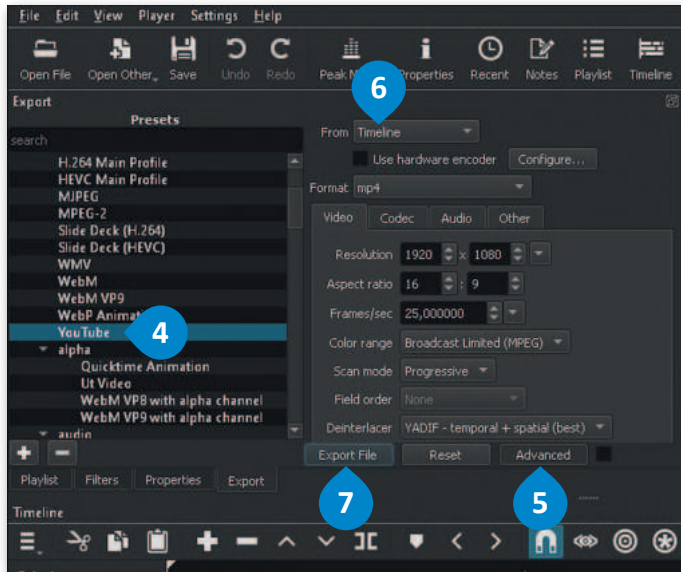 File Edit View Player Settings Help
Open File Open Other Save Undo Redo Peak Properties Recent Notes Playlist Timeline
Export
Presets
search
H.264 Main Profile
HEVC Main Profile
MJPEG
MPEG-2
Slide Deck (H.264)
Slide Deck (HEVC)
WMV
WebM
WebM VP9
WebP
YouTube
alpha
Quicktime Animation
Ut Video
WebM VP8 with alpha channel
WebM VP9 with alpha channel
audio
4
6
From Timeline
Use hardware encoder Configure...
Format mp4
Video Codec Audio Other
Resolution 1920 x 1080
Aspect ratio 16 : 9
Frames/sec 25,000000
Color range Broadcast Limited (MPEG)
Scan mode Progressive
Field order None
Deinterlacer YADIF - temporal + spatial (best)
Export File Reset Advanced
Playlist Filters Properties Export
7 5
Timeline